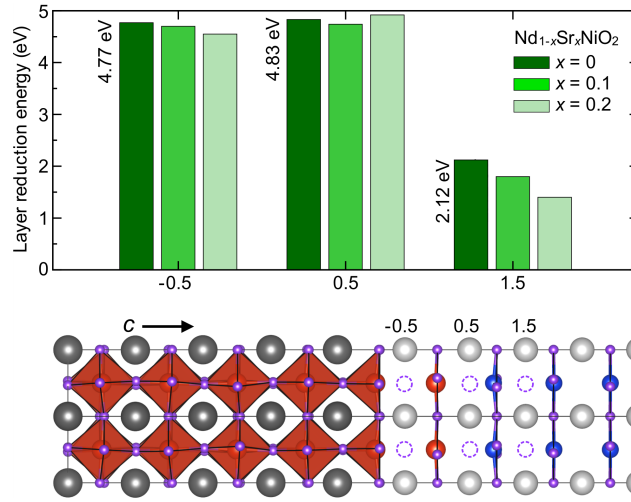 Layer reduction energy (eV)
5
4
3
2
1
0
4.77 eV
4.83 eV
2.12 eV
Nd₁₋ₓSrₓNiO₂
x = 0
x = 0.1
x = 0.2
-0.5
0.5
1.5
c
-0.5
0.5
1.5